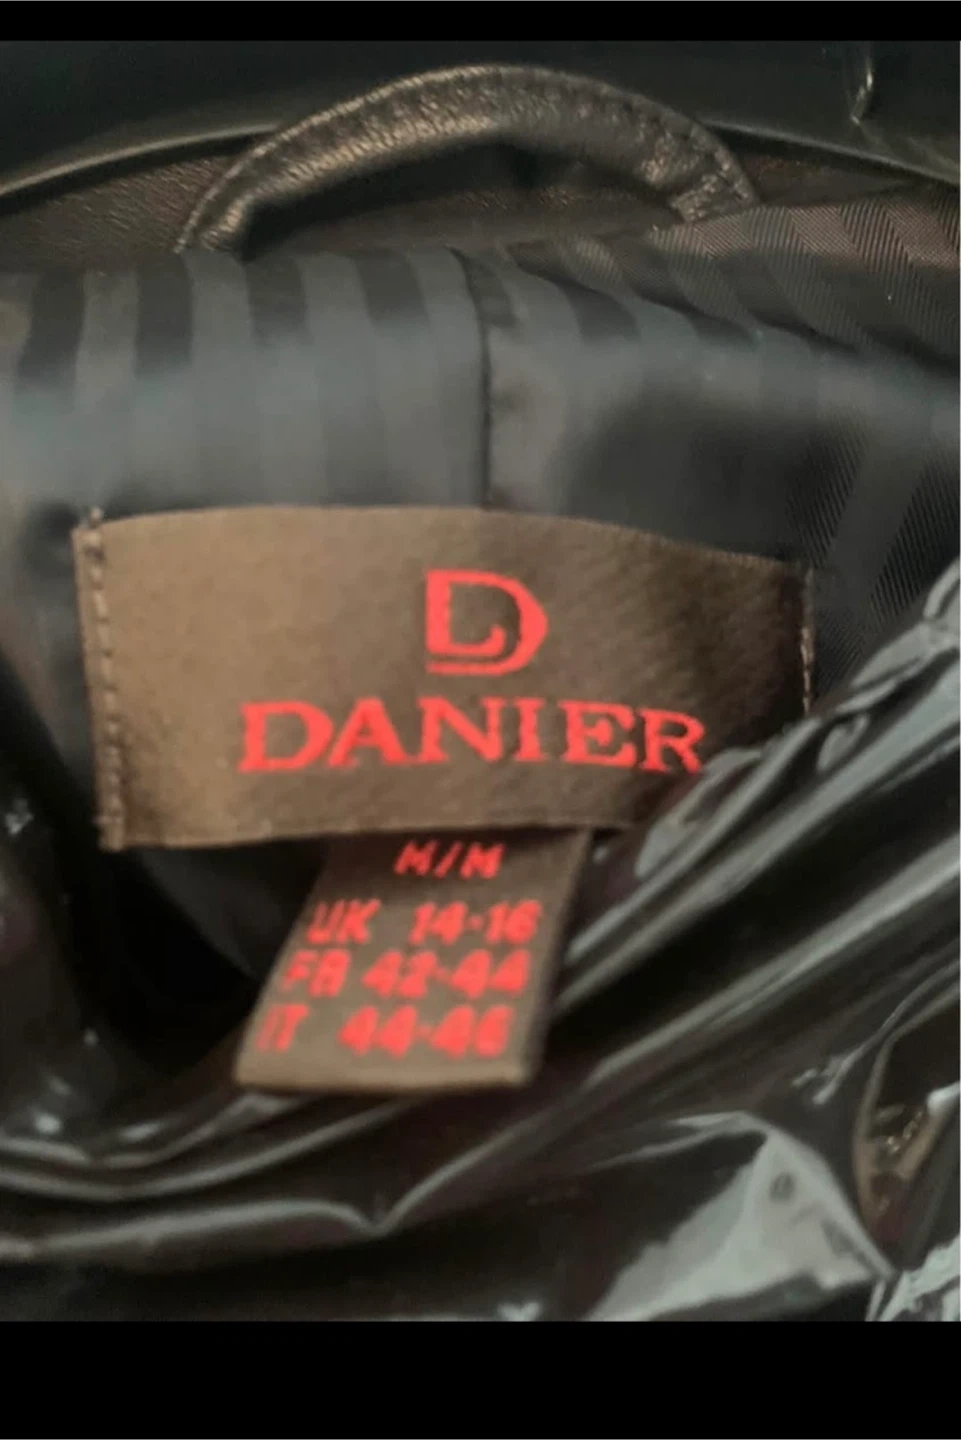 D
DANIER
M/M
UK 14-16
FR 42-44
IT 44-46